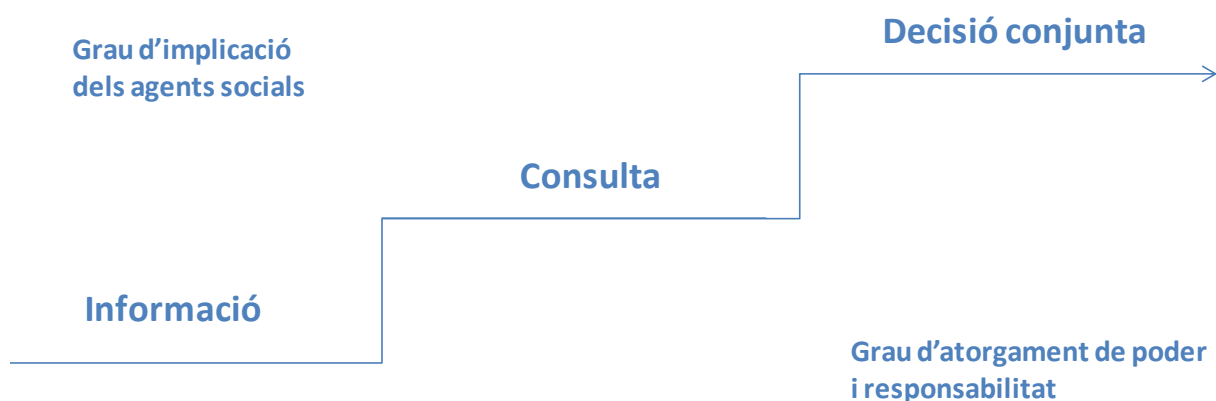 Decisió conjunta
Grau d’implicació
dels agents socials
Consulta
Informació
Grau d’atorgament de poder
i responsabilitat